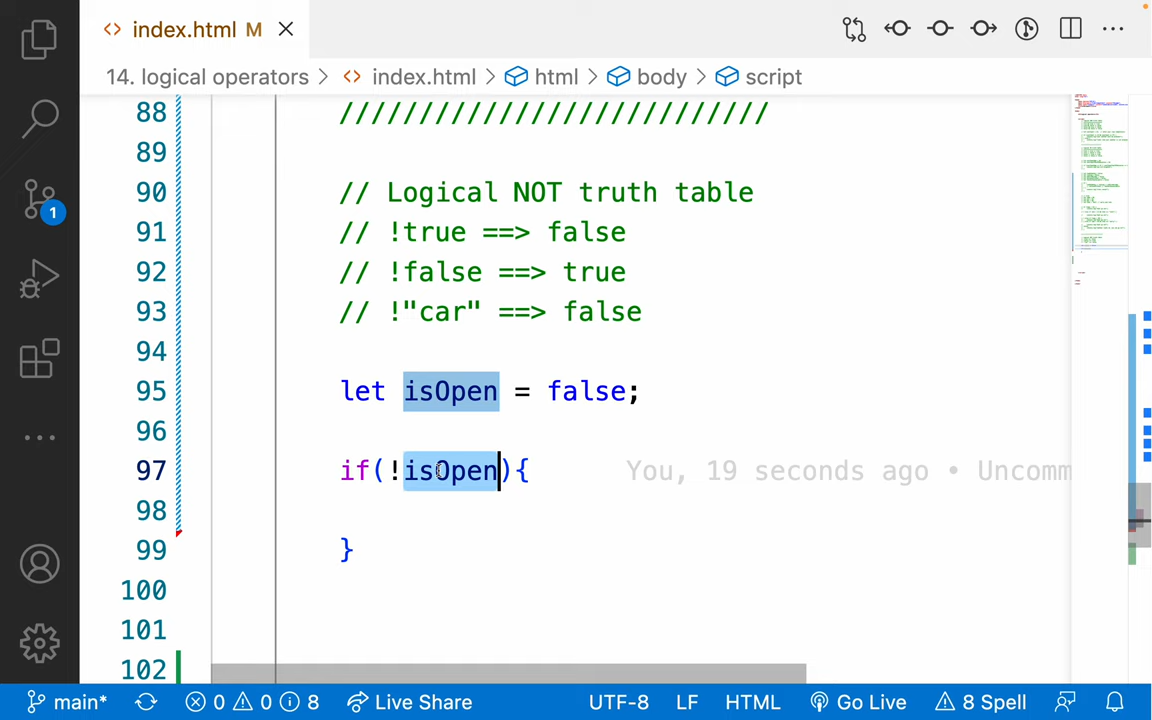 <> index.html M ×
14. logical operators > <> index.html > html > body > script
88 ///////////////////////////
89
90 // Logical NOT truth table
91 // !true ==> false
92 // !false ==> true
93 // !"car" ==> false
94
95 let isOpen = false;
96
97 if(!isOpen){ You, 19 seconds ago • Uncomm
98
99 }
100
101
102
1
main* 0 0 8 Live Share UTF-8 LF HTML Go Live 8 Spell